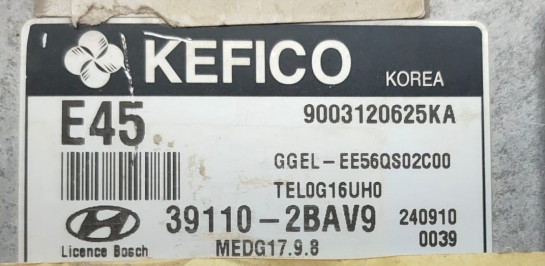 KEFICO KOREA
E45 9003120625KA
GGEL-EE56QS02C00
TEL0G16UH0
39110-2BAV9 240910
Licence Bosch MEDG17.9.8 0039